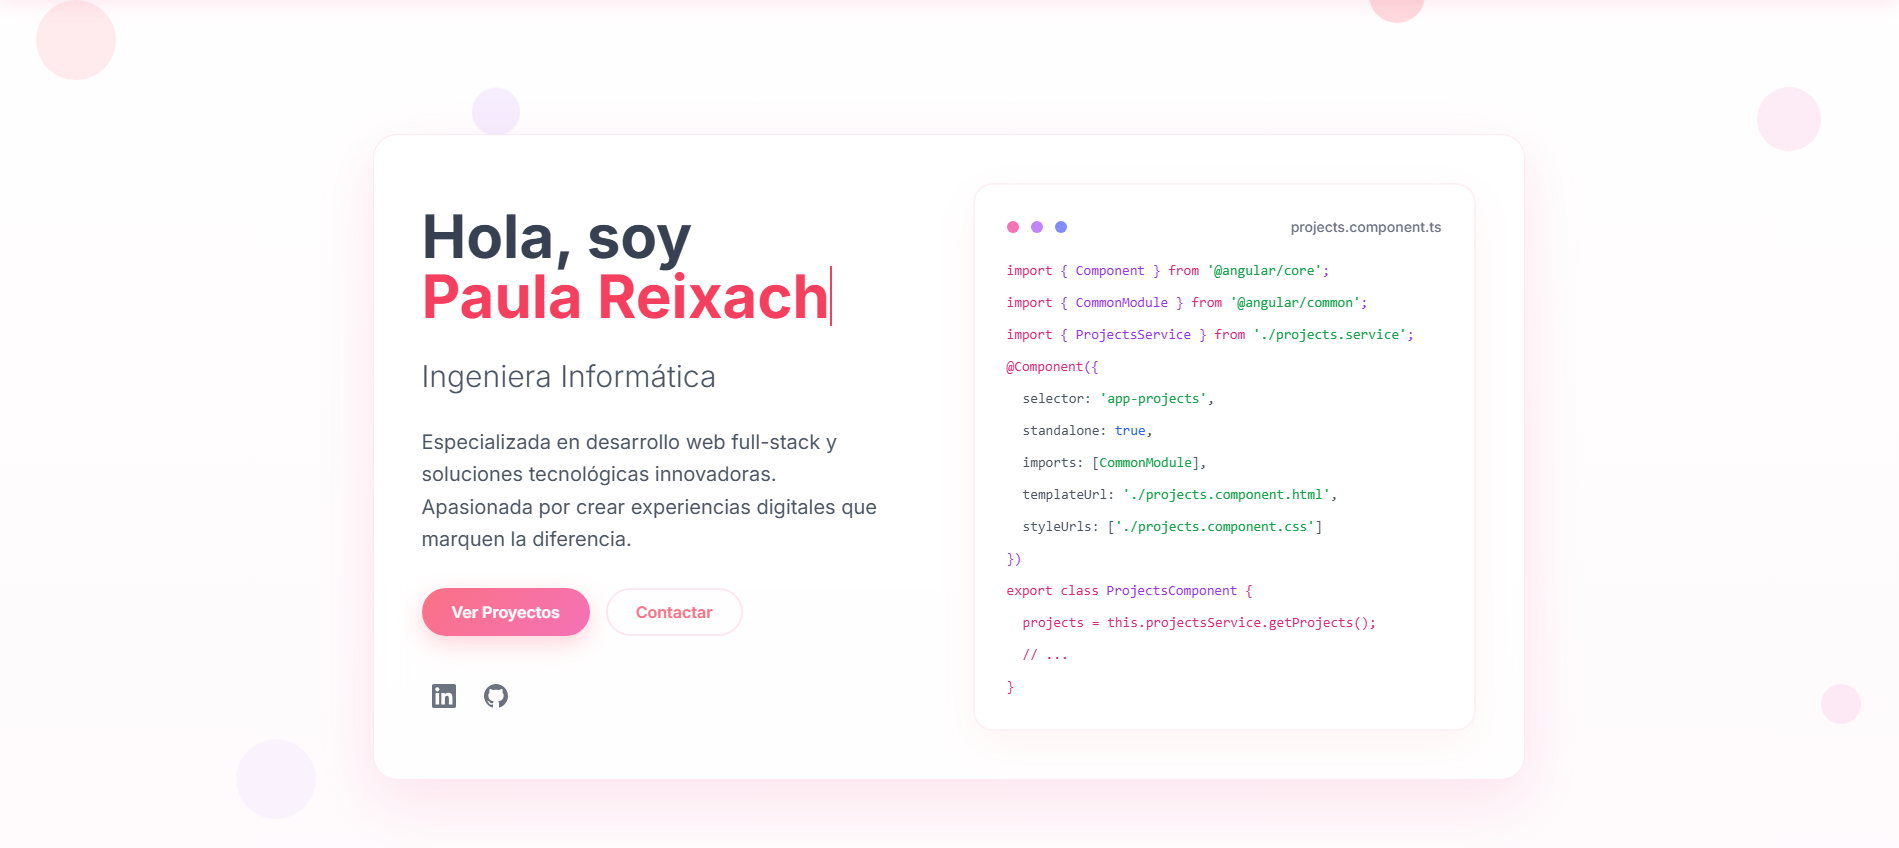 Hola, soy
Paula Reixach
Ingeniera Informática
Especializada en desarrollo web full-stack y
soluciones tecnológicas innovadoras.
Apasionada por crear experiencias digitales que
marquen la diferencia.
Ver Proyectos
Contactar
in
projects.component.ts
import { Component } from '@angular/core';
import { CommonModule } from '@angular/common';
import { ProjectsService } from './projects.service';
@Component({
selector: 'app-projects',
standalone: true,
imports: [CommonModule],
templateUrl: './projects.component.html',
styleUrls: ['./projects.component.css']
})
export class ProjectsComponent {
projects = this.projectsService.getProjects();
// ...
}